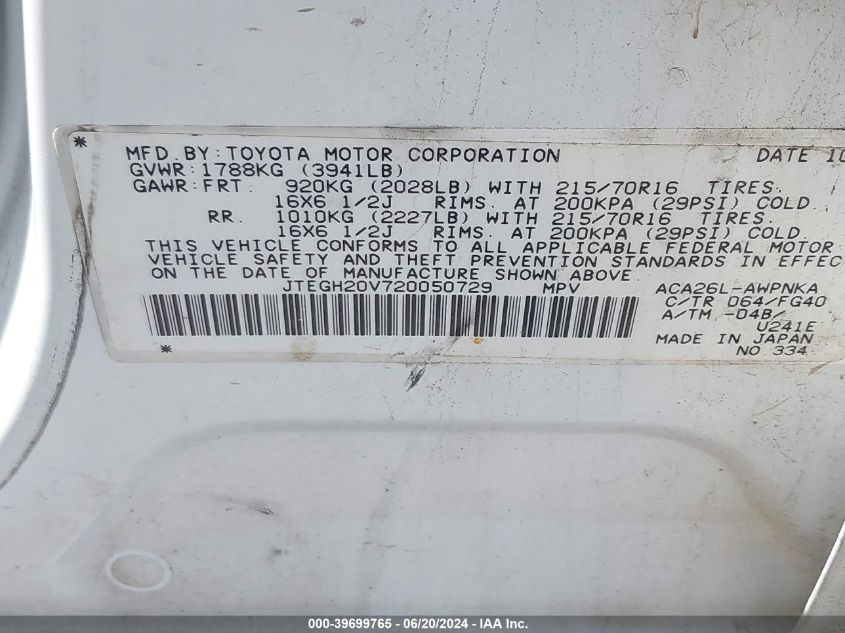 MFD.BY:TOYOTA MOTOR CORPORATION DATE 10
GVWR:1788KG (3941LB)
GAWR:FRT. 920KG (2028LB) WITH 215/70R16 TIRES.
16X6 1/2J RIMS. AT 200KPA (29PSI) COLD.
RR. 1010KG (2227LB) WITH 215/70R16 TIRES.
16X6 1/2J RIMS. AT 200KPA (29PSI) COLD.
THIS VEHICLE CONFORMS TO ALL APPLICABLE FEDERAL MOTOR
VEHICLE SAFETY AND THEFT PREVENTION STANDARDS IN EFFEC
ON THE DATE OF MANUFACTURE SHOWN ABOVE.
JTEGH20V720050729 MPV ACA26L-AWPNKA
C/TR 064/FG40
A/TM -04B/
U241E
MADE IN JAPAN
NO 334
000-39699765 - 06/20/2024 - IAA Inc.